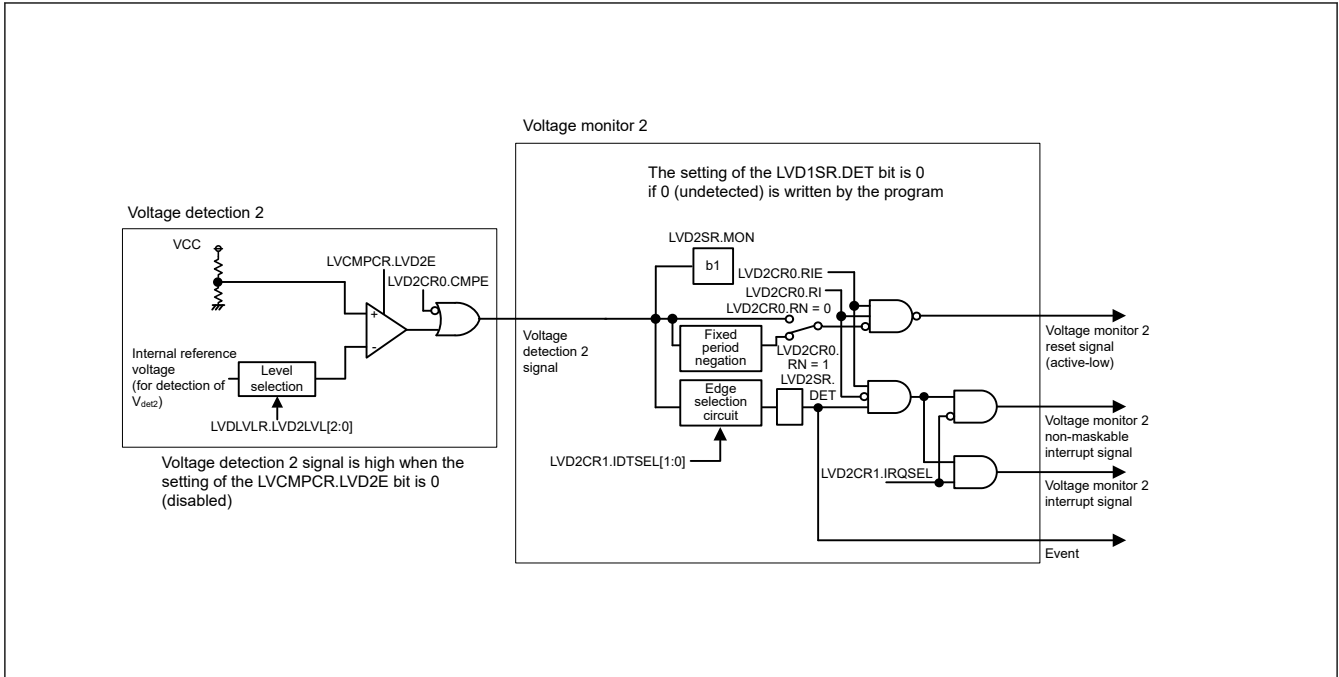 Voltage monitor 2
The setting of the LVD1SR.DET bit is 0
if 0 (undetected) is written by the program
Voltage detection 2
VCC
LVCMPCR.LVD2E
LVD2CR0.CMPE
+
-
Internal reference
voltage
(for detection of
Vdet2)
Level
selection
LVDLVLR.LVD2LVL[2:0]
Voltage detection 2 signal is high when the
setting of the LVCMPCR.LVD2E bit is 0
(disabled)
Voltage
detection 2
signal
LVD2SR.MON
b1
LVD2CR0.RIE
LVD2CR0.RI
LVD2CR0.RN = 0
Fixed
period
negation
LVD2CR0.
RN = 1
LVD2SR.
DET
Edge
selection
circuit
LVD2CR1.IDTSEL[1:0]
LVD2CR1.IRQSEL
Voltage monitor 2
reset signal
(active-low)
Voltage monitor 2
non-maskable
interrupt signal
Voltage monitor 2
interrupt signal
Event